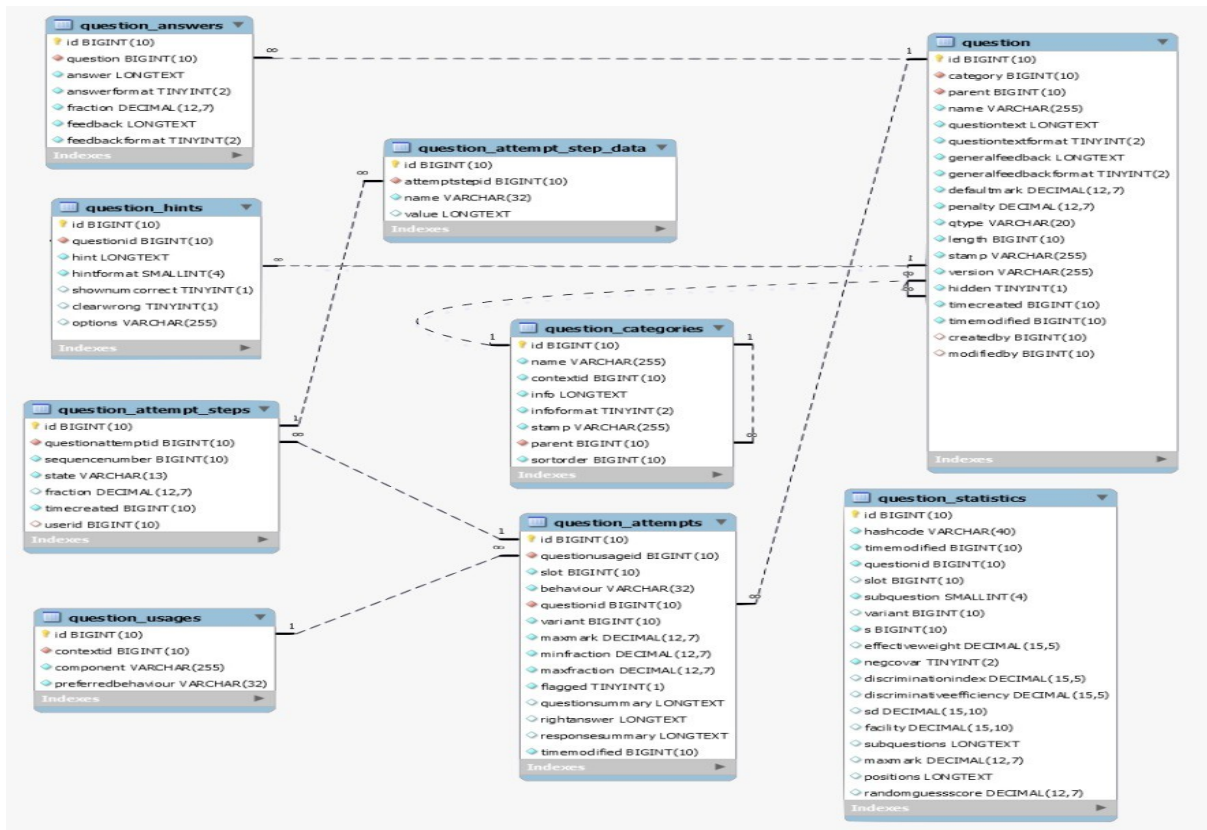 question_answers
id BIGINT(10)
question BIGINT(10)
answer LONGTEXT
answerformat TINYINT(2)
fraction DECIMAL(12,7)
feedback LONGTEXT
feedbackformat TINYINT(2)
Indexes
∞
1
question
id BIGINT(10)
category BIGINT(10)
parent BIGINT(10)
name VARCHAR(255)
questiontext LONGTEXT
questiontextformat TINYINT(2)
generalfeedback LONGTEXT
generalfeedbackformat TINYINT(2)
defaultmark DECIMAL(12,7)
penalty DECIMAL(12,7)
qtype VARCHAR(20)
length BIGINT(10)
stamp VARCHAR(255)
version VARCHAR(255)
hidden TINYINT(1)
timecreated BIGINT(10)
timemodified BIGINT(10)
createdby BIGINT(10)
modifiedby BIGINT(10)
Indexes
question_attempt_step_data
id BIGINT(10)
attemptstepid BIGINT(10)
name VARCHAR(32)
value LONGTEXT
Indexes
∞
question_hints
id BIGINT(10)
questionid BIGINT(10)
hint LONGTEXT
hintformat SMALLINT(4)
shownumcorrect TINYINT(1)
clearwrong TINYINT(1)
options VARCHAR(255)
Indexes
∞
1
∞
question_categories
id BIGINT(10)
name VARCHAR(255)
contextid BIGINT(10)
info LONGTEXT
infoformat TINYINT(2)
stamp VARCHAR(255)
parent BIGINT(10)
sortorder BIGINT(10)
Indexes
1
1
∞
question_attempt_steps
id BIGINT(10)
questionattemptid BIGINT(10)
sequencenumber BIGINT(10)
state VARCHAR(13)
fraction DECIMAL(12,7)
timecreated BIGINT(10)
userid BIGINT(10)
Indexes
1
∞
question_attempts
id BIGINT(10)
questionusageid BIGINT(10)
slot BIGINT(10)
behaviour VARCHAR(32)
questionid BIGINT(10)
variant BIGINT(10)
maxmark DECIMAL(12,7)
minfraction DECIMAL(12,7)
maxfraction DECIMAL(12,7)
flagged TINYINT(1)
questionsummary LONGTEXT
rightanswer LONGTEXT
responsesummary LONGTEXT
timemodified BIGINT(10)
Indexes
1
∞
∞
question_usages
id BIGINT(10)
contextid BIGINT(10)
component VARCHAR(255)
preferredbehaviour VARCHAR(32)
Indexes
1
question_statistics
id BIGINT(10)
hashcode VARCHAR(40)
timemodified BIGINT(10)
questionid BIGINT(10)
slot BIGINT(10)
subquestion SMALLINT(4)
variant BIGINT(10)
s BIGINT(10)
effectiveweight DECIMAL(15,5)
negcovar TINYINT(2)
discriminationindex DECIMAL(15,5)
discriminativeefficiency DECIMAL(15,5)
sd DECIMAL(15,10)
facility DECIMAL(15,10)
subquestions LONGTEXT
maxmark DECIMAL(12,7)
positions LONGTEXT
randomguessscore DECIMAL(12,7)
Indexes